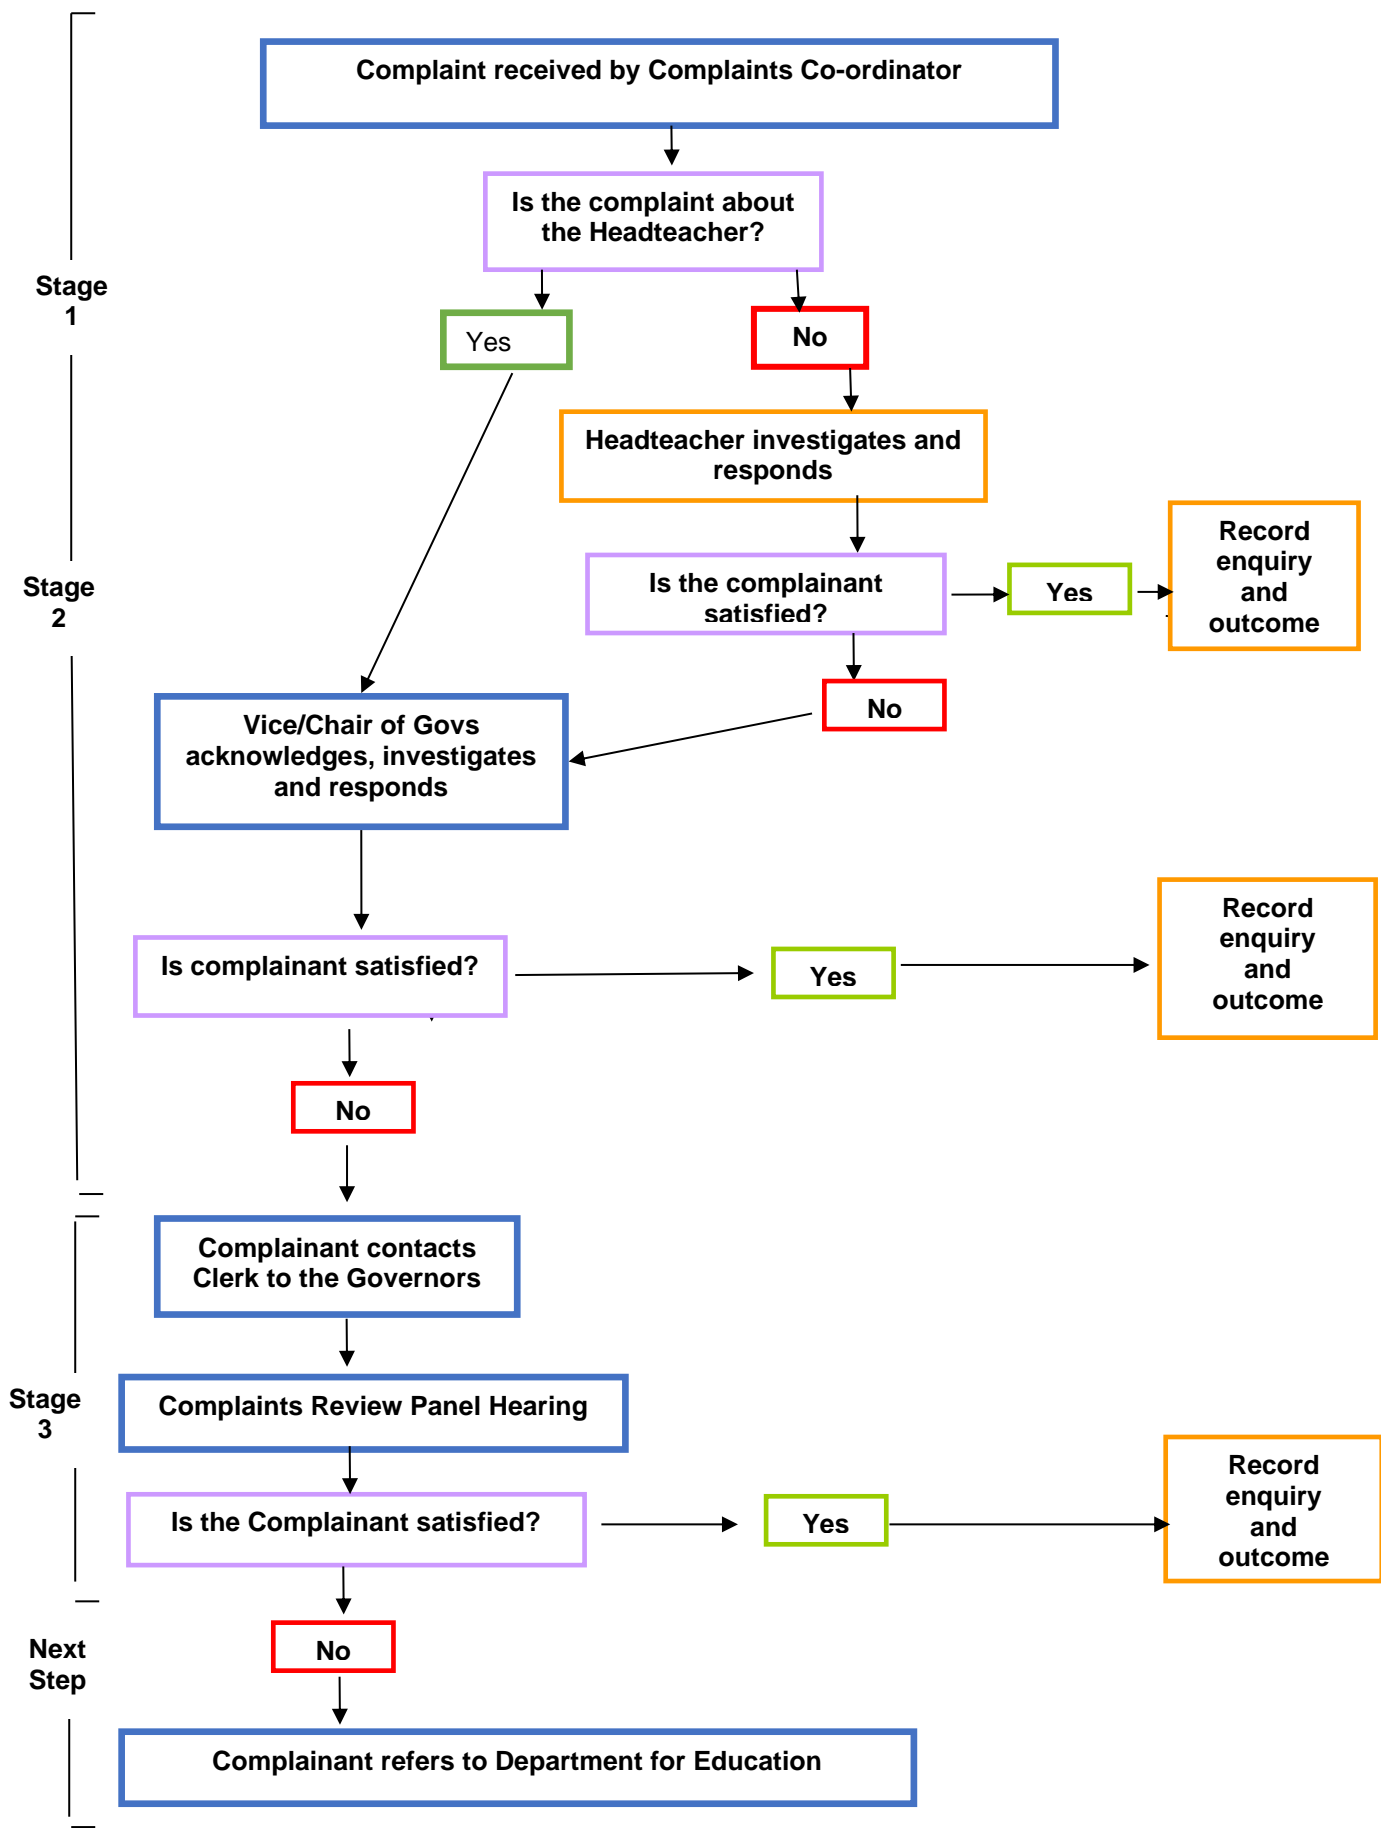 Complaint received by Complaints Co-ordinator
Is the complaint about
the Headteacher?
Stage
1
Yes
No
Headteacher investigates and
responds
Record
enquiry
and
outcome
Is the complainant
satisfied?
Yes
Stage
2
No
Vice/Chair of Govs
acknowledges, investigates
and responds
Record
enquiry
and
outcome
Is complainant satisfied?
Yes
No
Complainant contacts
Clerk to the Governors
Stage
3
Complaints Review Panel Hearing
Record
enquiry
and
outcome
Is the Complainant satisfied?
Yes
Next
Step
No
Complainant refers to Department for Education